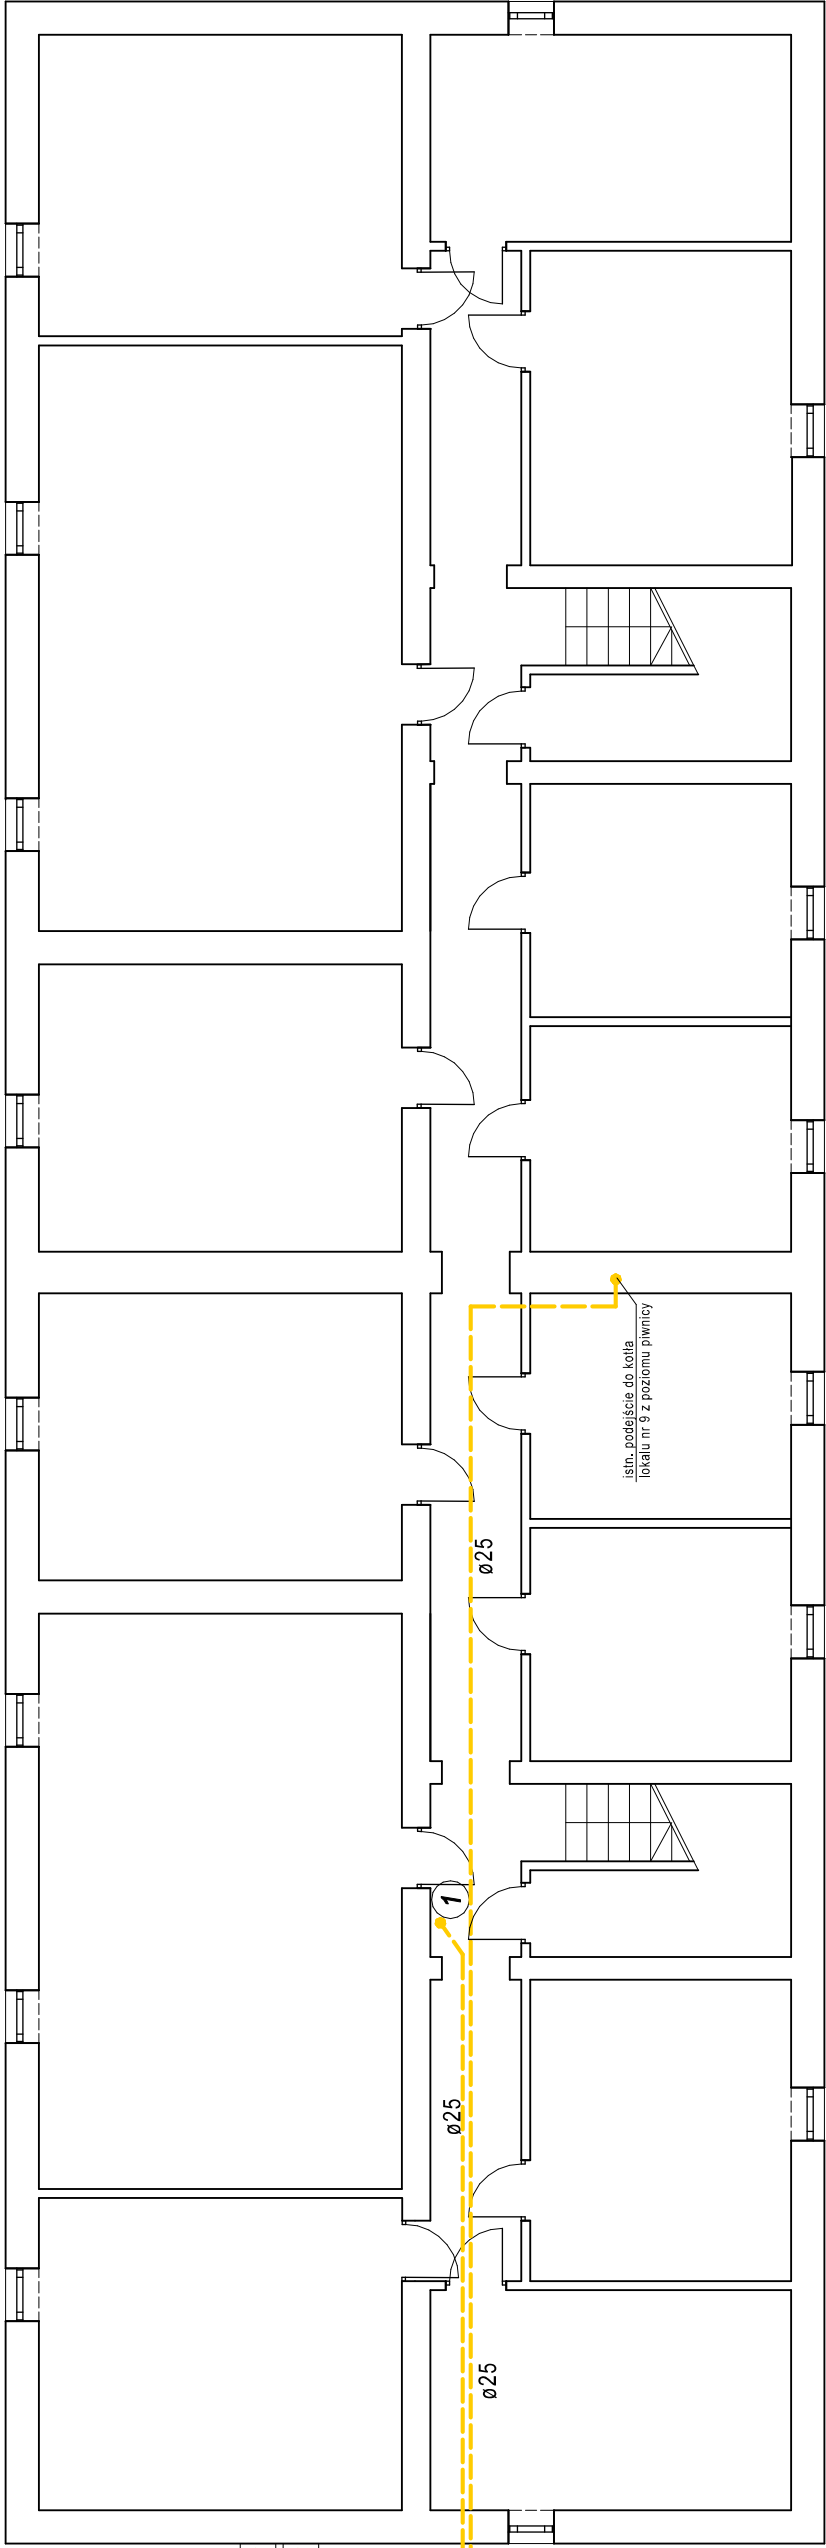 istn. podejście do kotła
lokalu nr 9 z poziomu piwnicy
ø25
1
ø25
ø25